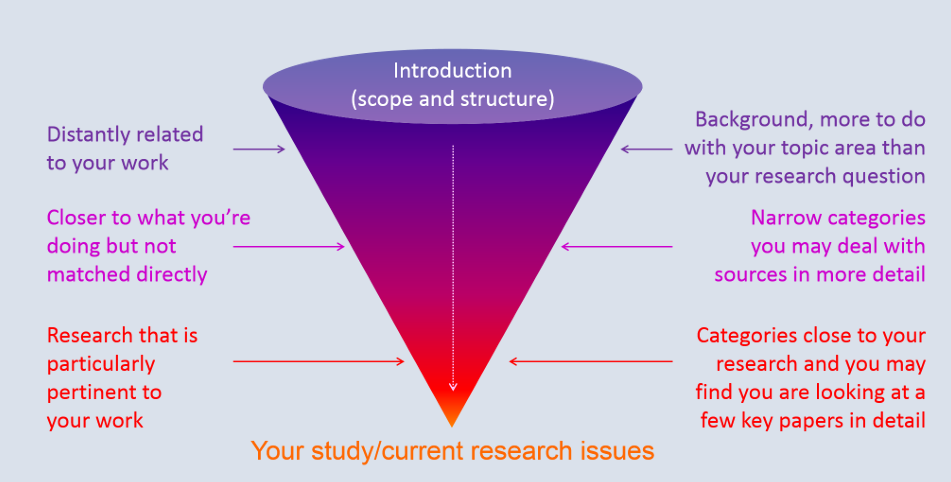 Introduction
(scope and structure)
Distantly related
to your work
Background, more to do
with your topic area than
your research question
Closer to what you’re
doing but not
matched directly
Narrow categories
you may deal with
sources in more detail
Research that is
particularly
pertinent to
your work
Categories close to your
research and you may
find you are looking at a
few key papers in detail
Your study/current research issues